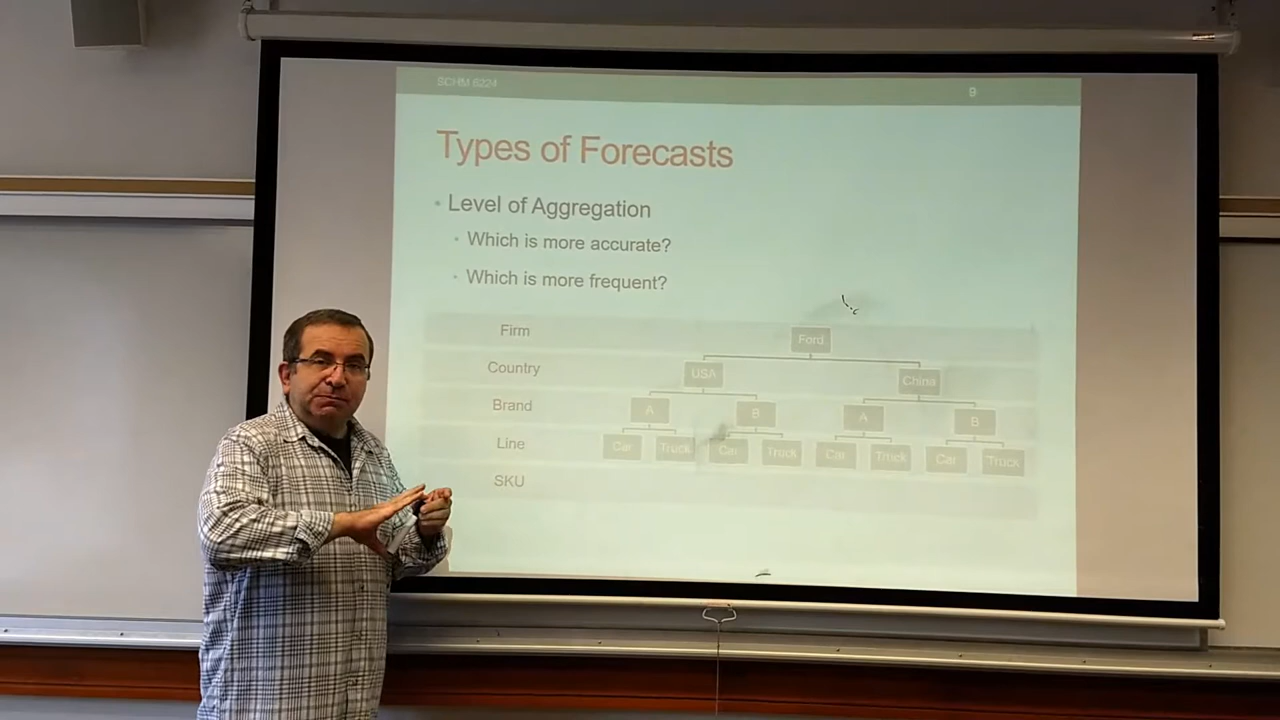 SCHM 6224 9
Types of Forecasts
• Level of Aggregation
• Which is more accurate?
• Which is more frequent?
Firm Ford
Country USA China
Brand A B A B
Line Car Truck Car Truck Car Truck Car Truck
SKU